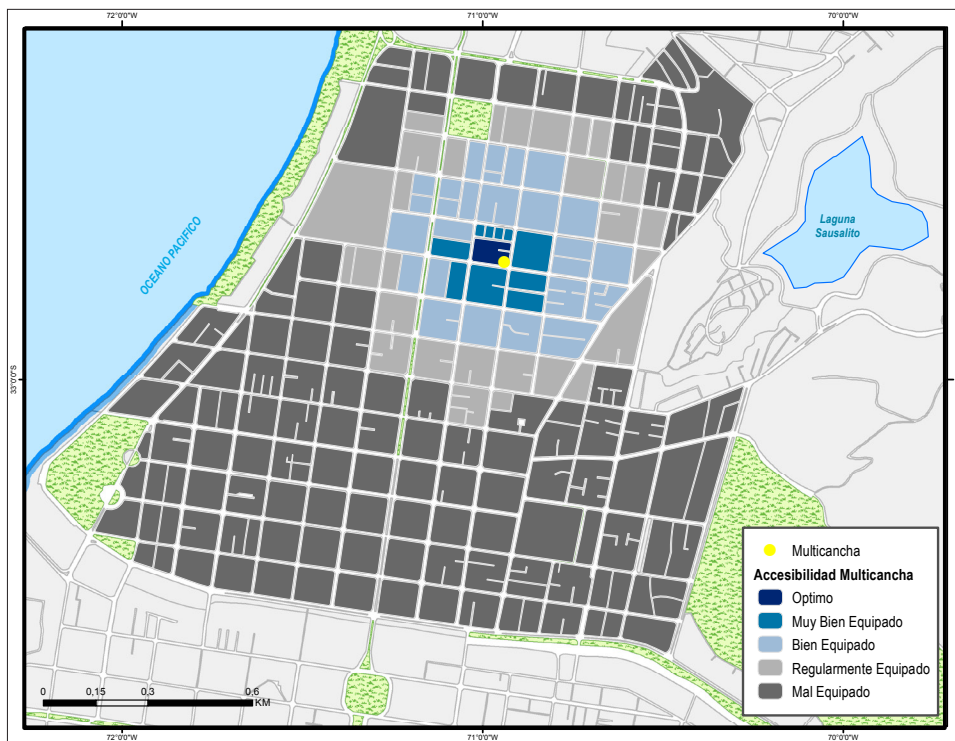 72°0'0"W 71°0'0"W 70°0'0"W
OCEANO PACIFICO
Laguna
Sausalito
33°0'0"S
Multicancha
Accesibilidad Multicancha
Optimo
Muy Bien Equipado
Bien Equipado
Regularmente Equipado
Mal Equipado
0 0,15 0,3 0,6
KM
72°0'0"W 71°0'0"W 70°0'0"W